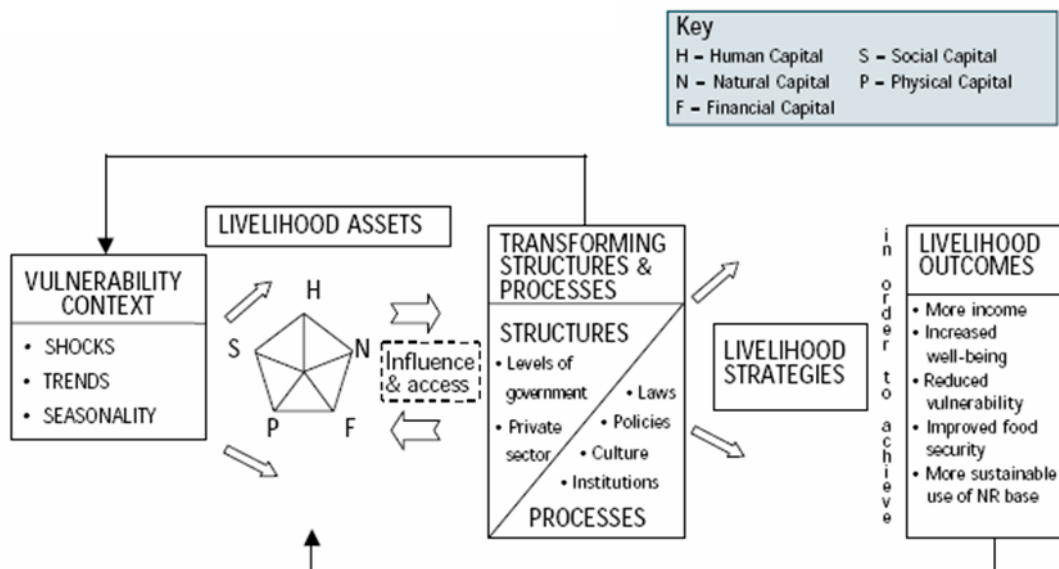 Key
H – Human Capital S – Social Capital
N – Natural Capital P – Physical Capital
F – Financial Capital
LIVELIHOOD ASSETS
VULNERABILITY
CONTEXT
• SHOCKS
• TRENDS
• SEASONALITY
H
S
N
P
F
Influence
& access
TRANSFORMING
STRUCTURES &
PROCESSES
STRUCTURES
• Levels of
government
• Private
sector
• Laws
• Policies
• Culture
• Institutions
PROCESSES
LIVELIHOOD
STRATEGIES
in order to achieve
LIVELIHOOD
OUTCOMES
• More income
• Increased
well-being
• Reduced
vulnerability
• Improved food
security
• More sustainable
use of NR base